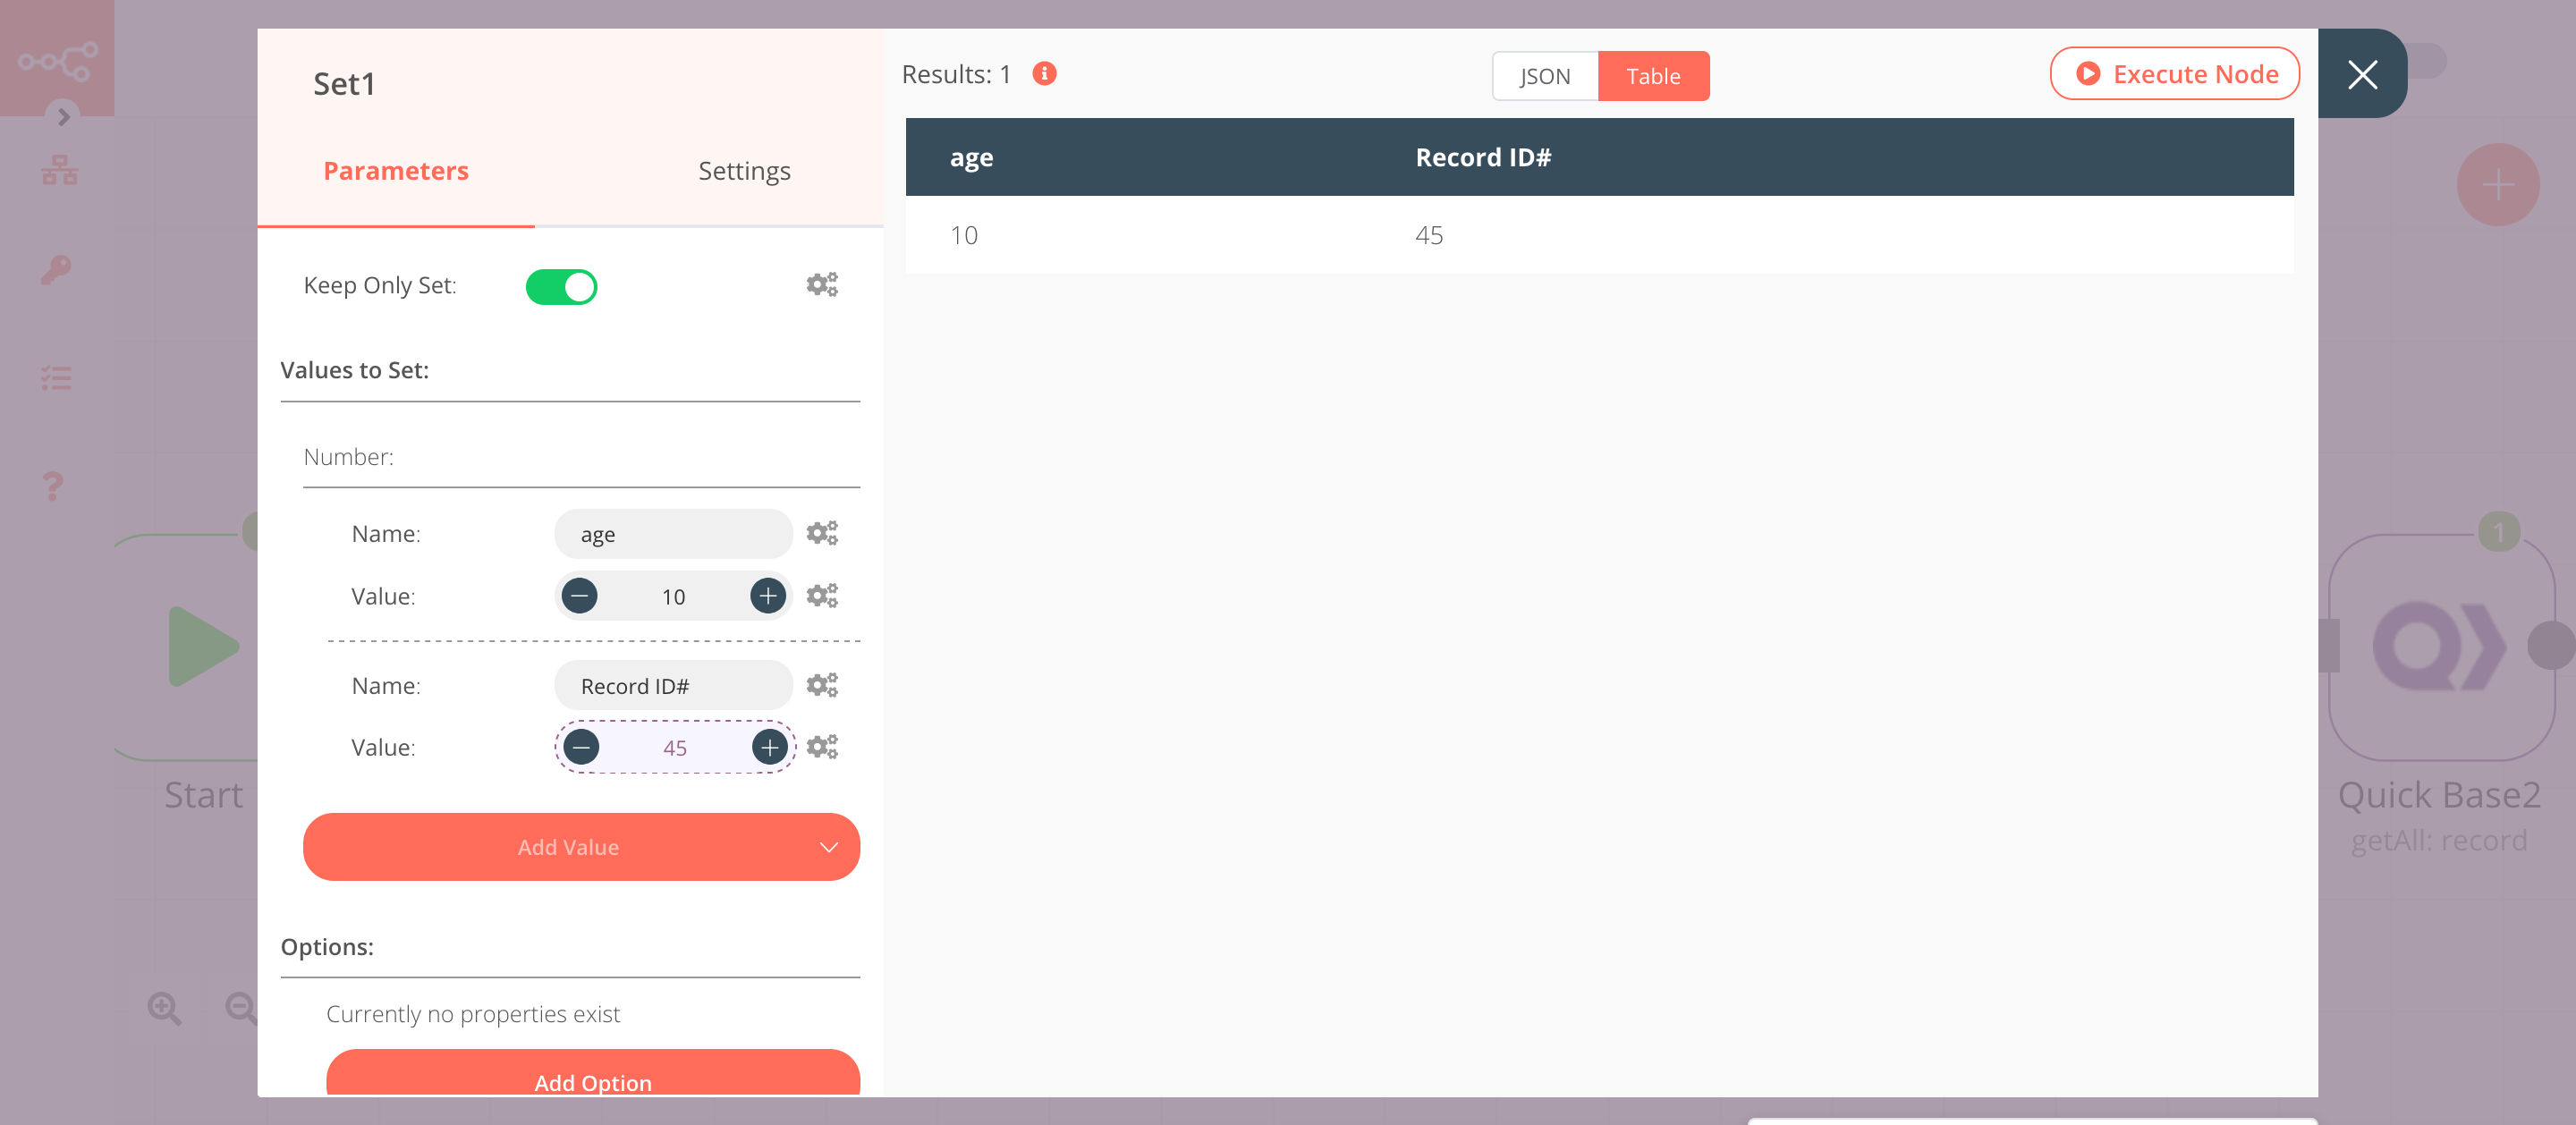 Set1
Parameters
Settings
Keep Only Set:
Values to Set:
Number:
Name:
age
Value:
10
Name:
Record ID#
Value:
45
Add Value
Options:
Currently no properties exist
Add Option
Results: 1
JSON
Table
Execute Node
age
Record ID#
10
45
Start
1
Quick Base2
getAll: record